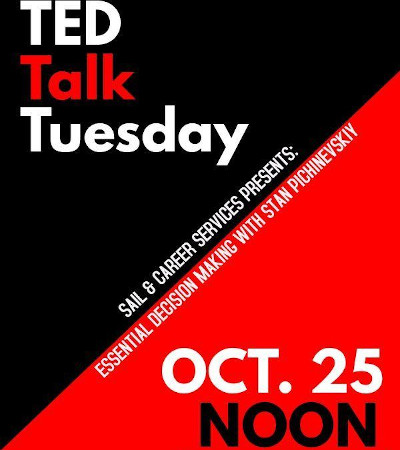 TED
Talk
Tuesday
SAIL & CAREER SERVICES PRESENTS:
ESSENTIAL DECISION MAKING WITH STAN PICHINEVSKIY
OCT. 25
NOON